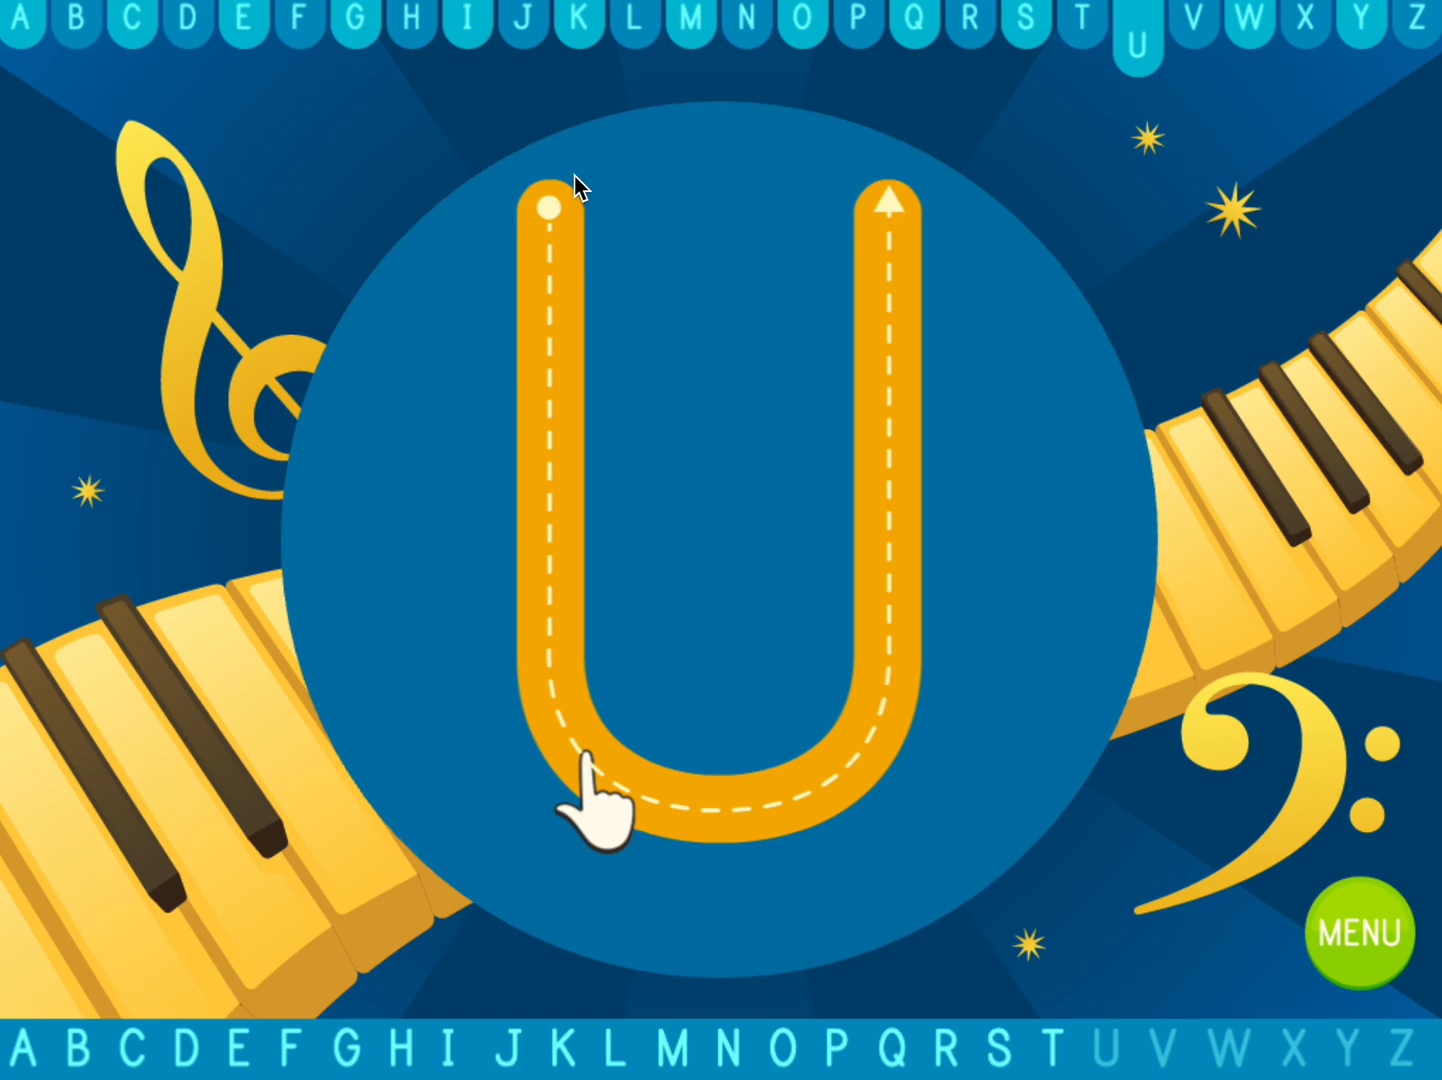 A B C D E F G H I J K L M N O P Q R S T U V W X Y Z
U
MENU
A B C D E F G H I J K L M N O P Q R S T U V W X Y Z